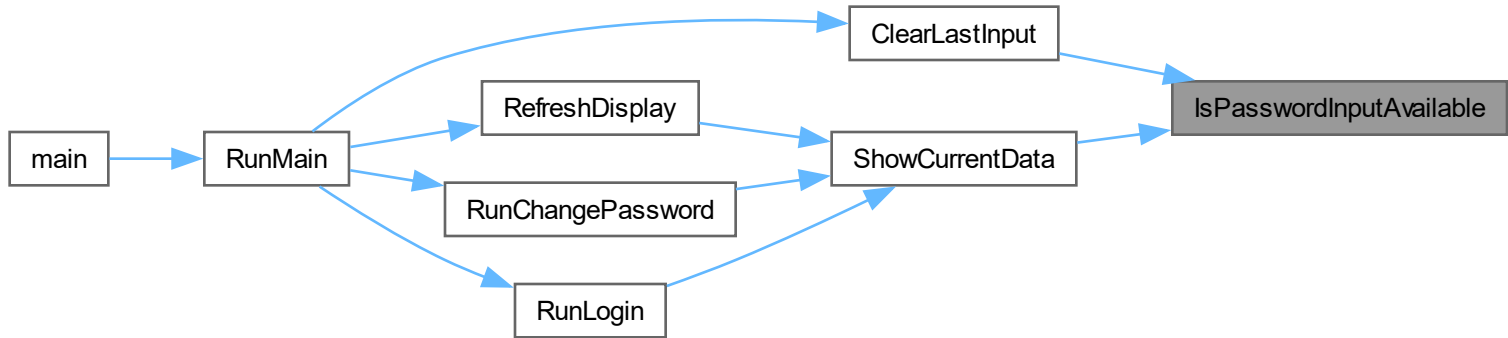 ClearLastInput
RefreshDisplay
IsPasswordInputAvailable
main
RunMain
ShowCurrentData
RunChangePassword
RunLogin